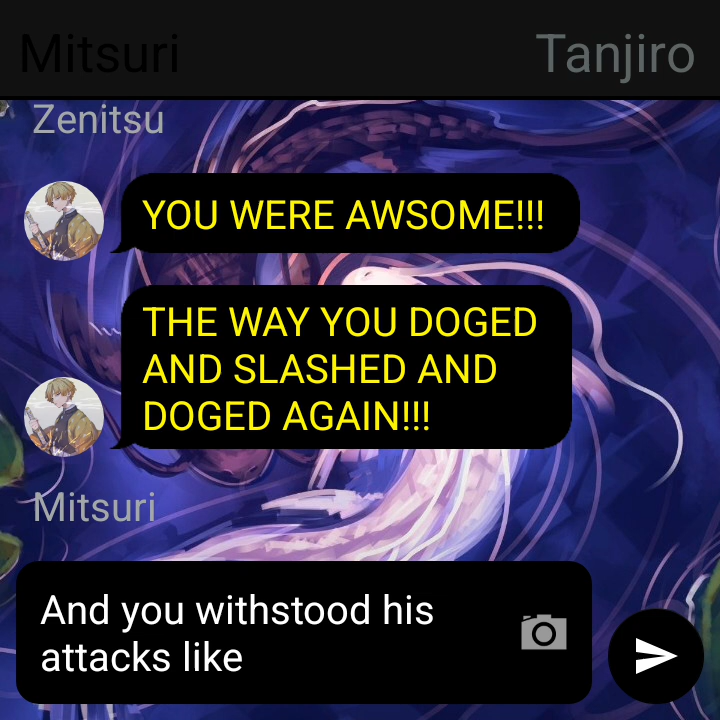 Mitsuri
Tanjiro
Zenitsu
YOU WERE AWSOME!!!
THE WAY YOU DOGED
AND SLASHED AND
DOGED AGAIN!!!
Mitsuri
And you withstood his
attacks like